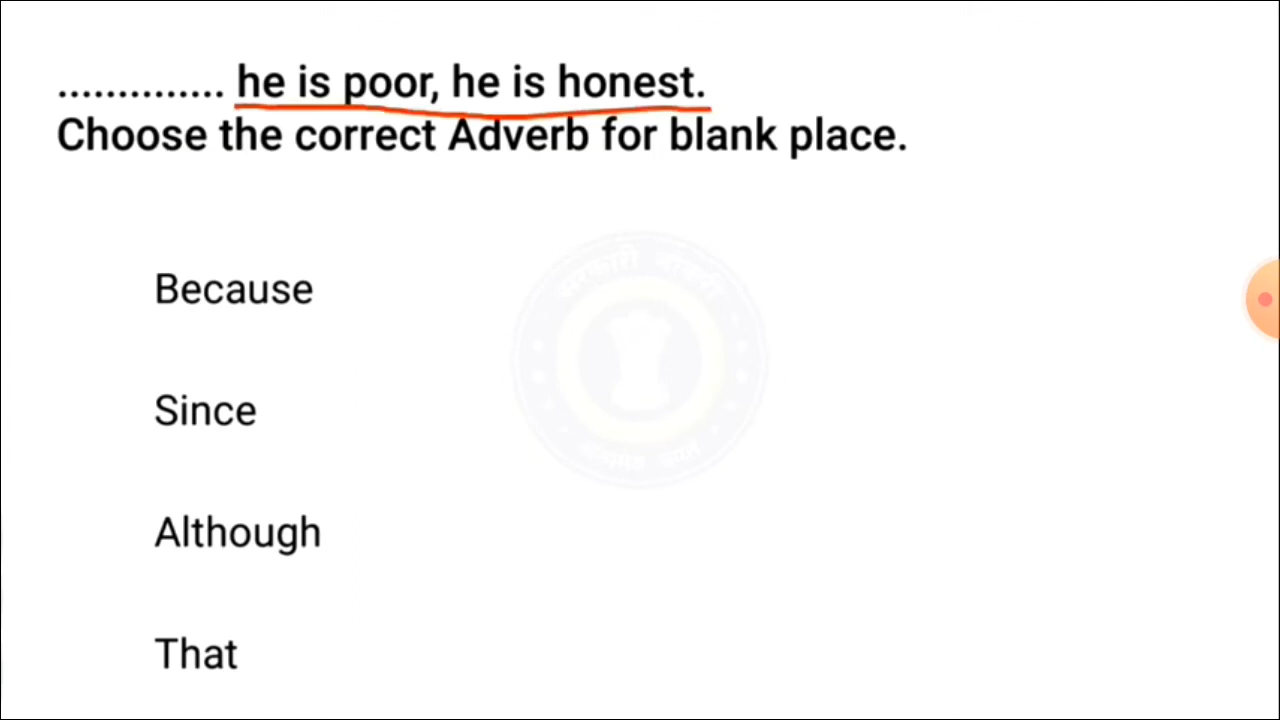 .............. he is poor, he is honest.
Choose the correct Adverb for blank place.
Because
Since
Although
That